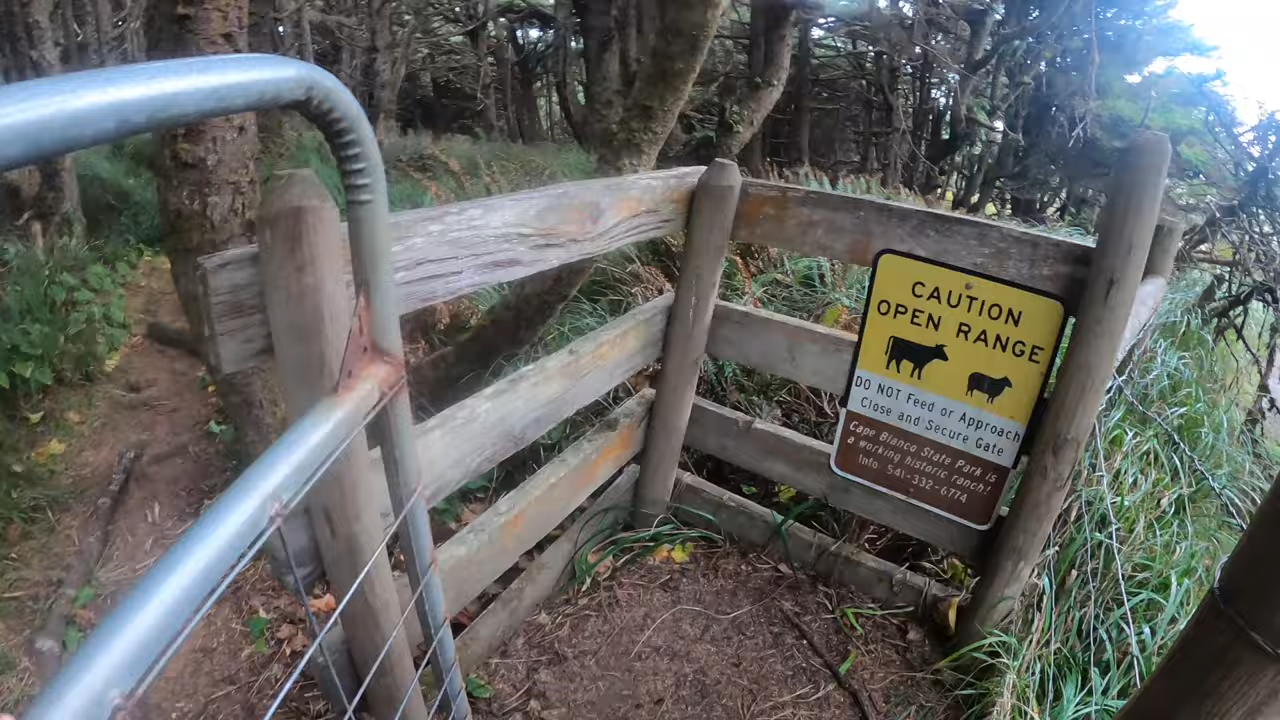 CAUTION
OPEN RANGE
DO NOT Feed or Approach
Close and Secure Gate
Cape Blanco State Park is
a working historic ranch!
Info: 541-332-6774